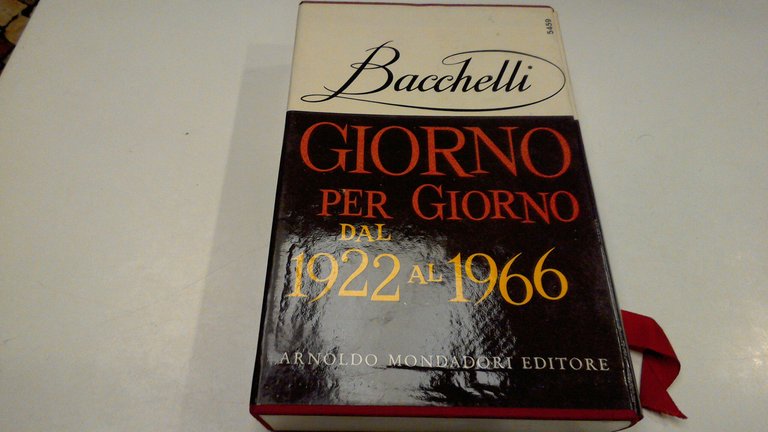 5459
Bacchelli
GIORNO
PER GIORNO
DAL
1922 AL 1966
ARNOLDO MONDADORI EDITORE